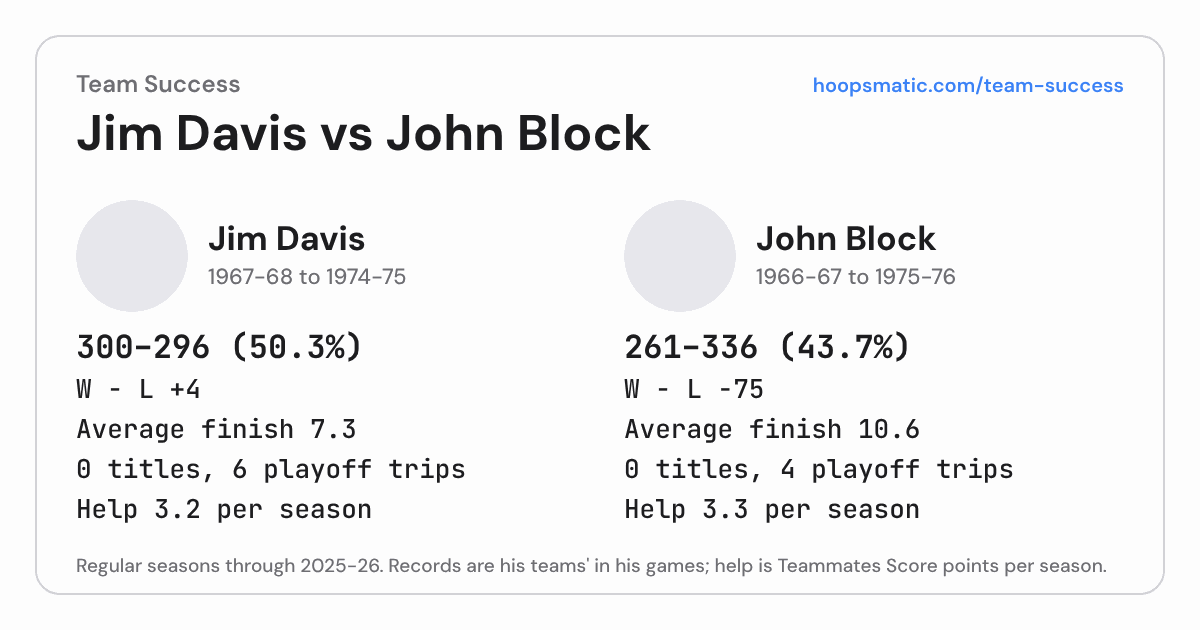 Team Success
hoopsmatic.com/team-success
Jim Davis vs John Block
Jim Davis
1967-68 to 1974-75
300-296 (50.3%)
W - L +4
Average finish 7.3
0 titles, 6 playoff trips
Help 3.2 per season
John Block
1966-67 to 1975-76
261-336 (43.7%)
W - L -75
Average finish 10.6
0 titles, 4 playoff trips
Help 3.3 per season
Regular seasons through 2025-26. Records are his teams' in his games; help is Teammates Score points per season.